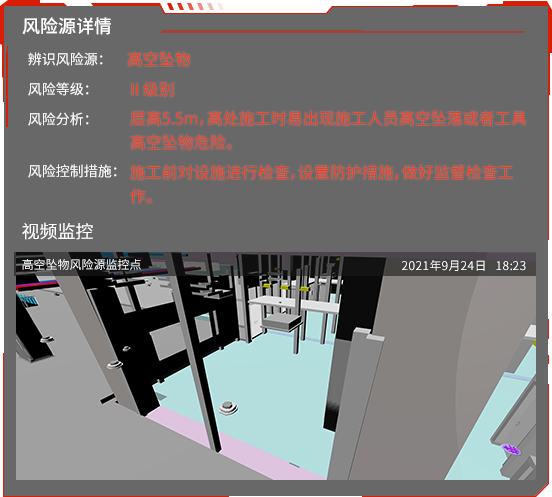 风险源详情
辨识风险源： 高空坠物
风险等级： II 级别
风险分析： 层高5.5m，高处施工时易出现施工人员高空坠落或者工具
高空坠物危险。
风险控制措施： 施工前对设施进行检查，设置防护措施，做好监督检查工
作。
视频监控
高空坠物风险源监控点 2021年9月24日 18:23